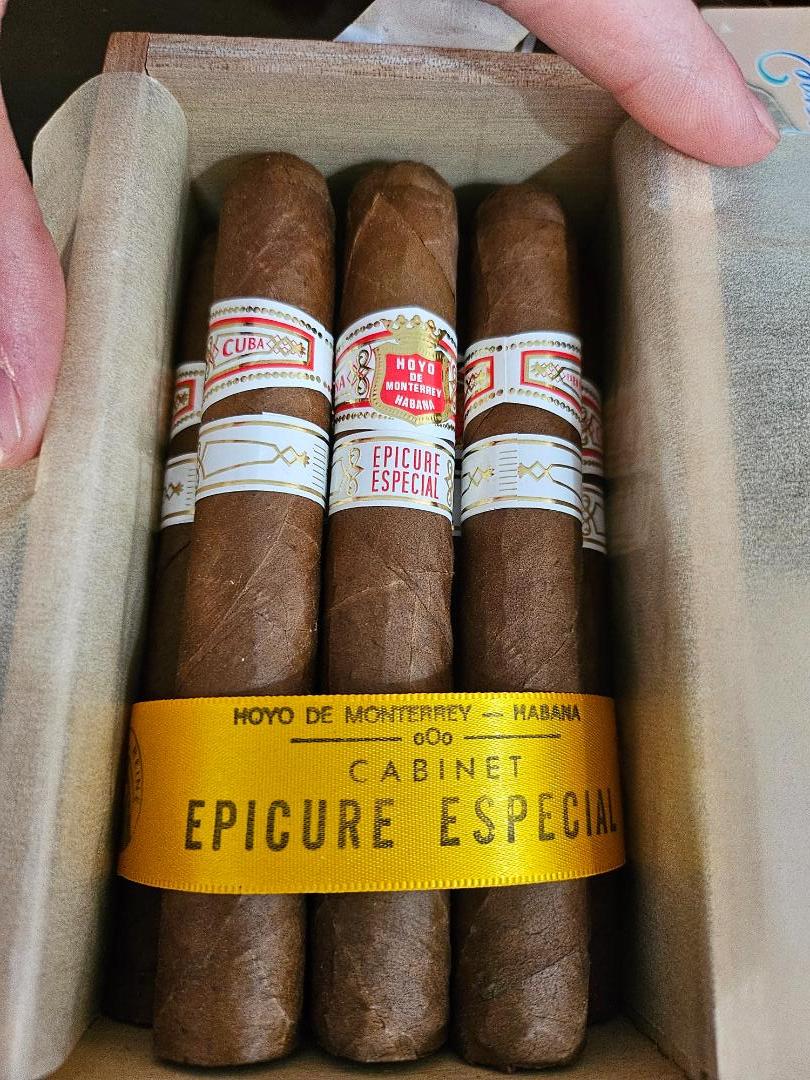 CUBA
HOYO
DE
MONTERREY
HABANA
EPICURE
ESPECIAL
HOYO DE MONTERREY — HABANA
oOo
CABINET
EPICURE ESPECIAL